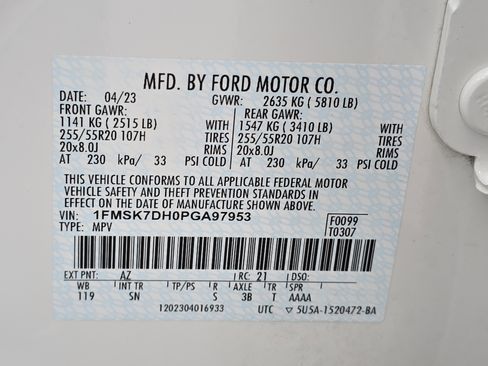 MFD. BY FORD MOTOR CO.
DATE: 04/23 GVWR: 2635 KG ( 5810 LB)
FRONT GAWR: REAR GAWR:
1141 KG ( 2515 LB) WITH 1547 KG ( 3410 LB) WITH
255/55R20 107H TIRES 255/55R20 107H TIRES
20x8.0J RIMS 20x8.0J RIMS
AT 230 kPa/ 33 PSI COLD AT 230 kPa/ 33 PSI COLD
THIS VEHICLE CONFORMS TO ALL APPLICABLE FEDERAL MOTOR
VEHICLE SAFETY AND THEFT PREVENTION STANDARDS IN
EFFECT ON THE DATE OF MANUFACTURE SHOWN ABOVE.
VIN: 1FMSK7DH0PGA97953 F0099
TYPE: MPV T0307
EXT PNT: AZ RC: 21 DSO:
WB INT TR TP/PS R AXLE TR SPR
119 SN S 3B T AAAA
1202304016933 UTC ▽ 5U5A-1520472-BA